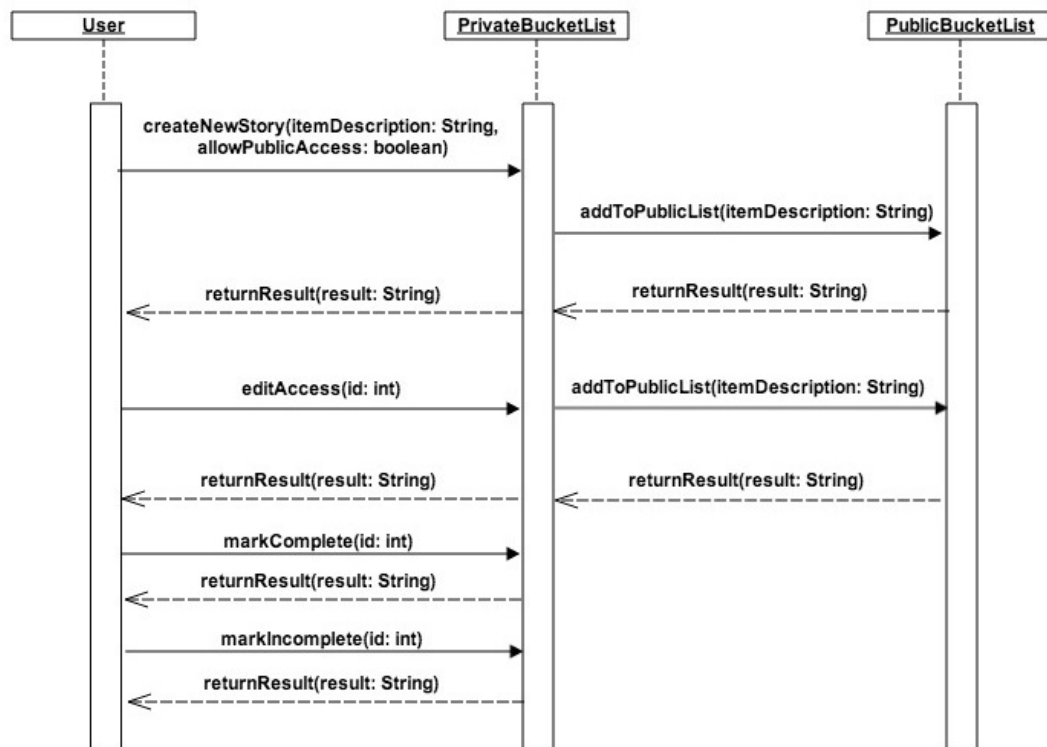 User
PrivateBucketList
PublicBucketList
createNewStory(itemDescription: String,
allowPublicAccess: boolean)
addToPublicList(itemDescription: String)
returnResult(result: String)
returnResult(result: String)
editAccess(id: int)
addToPublicList(itemDescription: String)
returnResult(result: String)
returnResult(result: String)
markComplete(id: int)
returnResult(result: String)
markIncomplete(id: int)
returnResult(result: String)